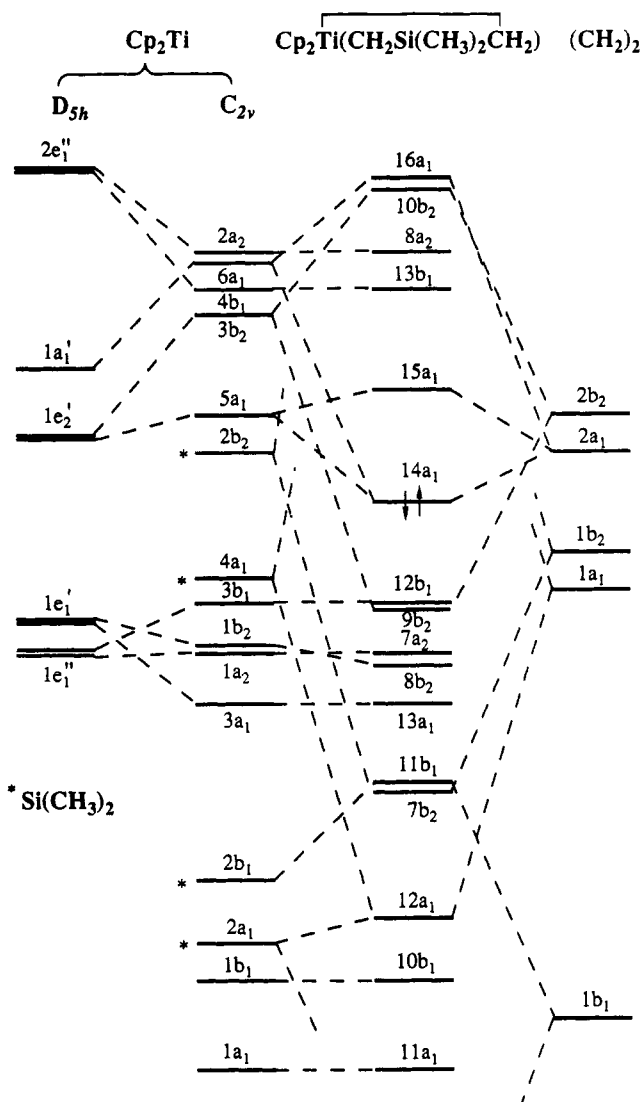 Cp₂Ti Cp₂Ti(CH₂Si(CH₃)₂CH₂) (CH₂)₂
D₅ₕ C₂ᵥ
2e₁'' 16a₁
10b₂
2a₂ 8a₂
6a₁ 13b₁
4b₁
3b₂
1a₁' 15a₁
1e₂' 5a₁ 2b₂
* 2b₂ 14a₁ 2a₁
1b₂
* 4a₁ 1a₁
3b₁ 12b₁
1e₁' 9b₂
1b₂ 7a₂
1e₁'' 1a₂ 8b₂
3a₁ 13a₁
11b₁
* Si(CH₃)₂ 7b₂
* 2b₁
12a₁
* 2a₁
1b₁ 10b₁ 1b₁
1a₁ 11a₁